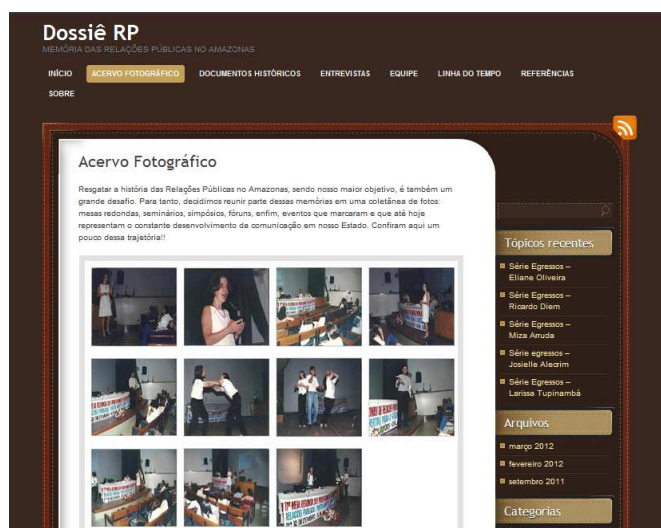 Dossiê RP
MEMÓRIA DAS RELAÇÕES PÚBLICAS NO AMAZONAS
INÍCIO ACERVO FOTOGRÁFICO DOCUMENTOS HISTÓRICOS ENTREVISTAS EQUIPE LINHA DO TEMPO REFERÊNCIAS
SOBRE
Acervo Fotográfico
Resgatar a história das Relações Públicas no Amazonas, sendo nosso maior objetivo, é também um
grande desafio. Para tanto, decidimos reunir parte dessas memórias em uma coletânea de fotos:
mesas redondas, seminários, simpósios, fóruns, enfim, eventos que marcaram e que até hoje
representam o constante desenvolvimento da comunicação em nosso Estado. Confiram aqui um
pouco dessa trajetória!!
Tópicos recentes
Série Egressos –
Eliane Oliveira
Série Egressos –
Ricardo Diem
Série Egressos –
Miza Arruda
Série egressos –
Josielle Alecrim
Série Egressos –
Larissa Tupinambá
Arquivos
março 2012
fevereiro 2012
setembro 2011
Categorias